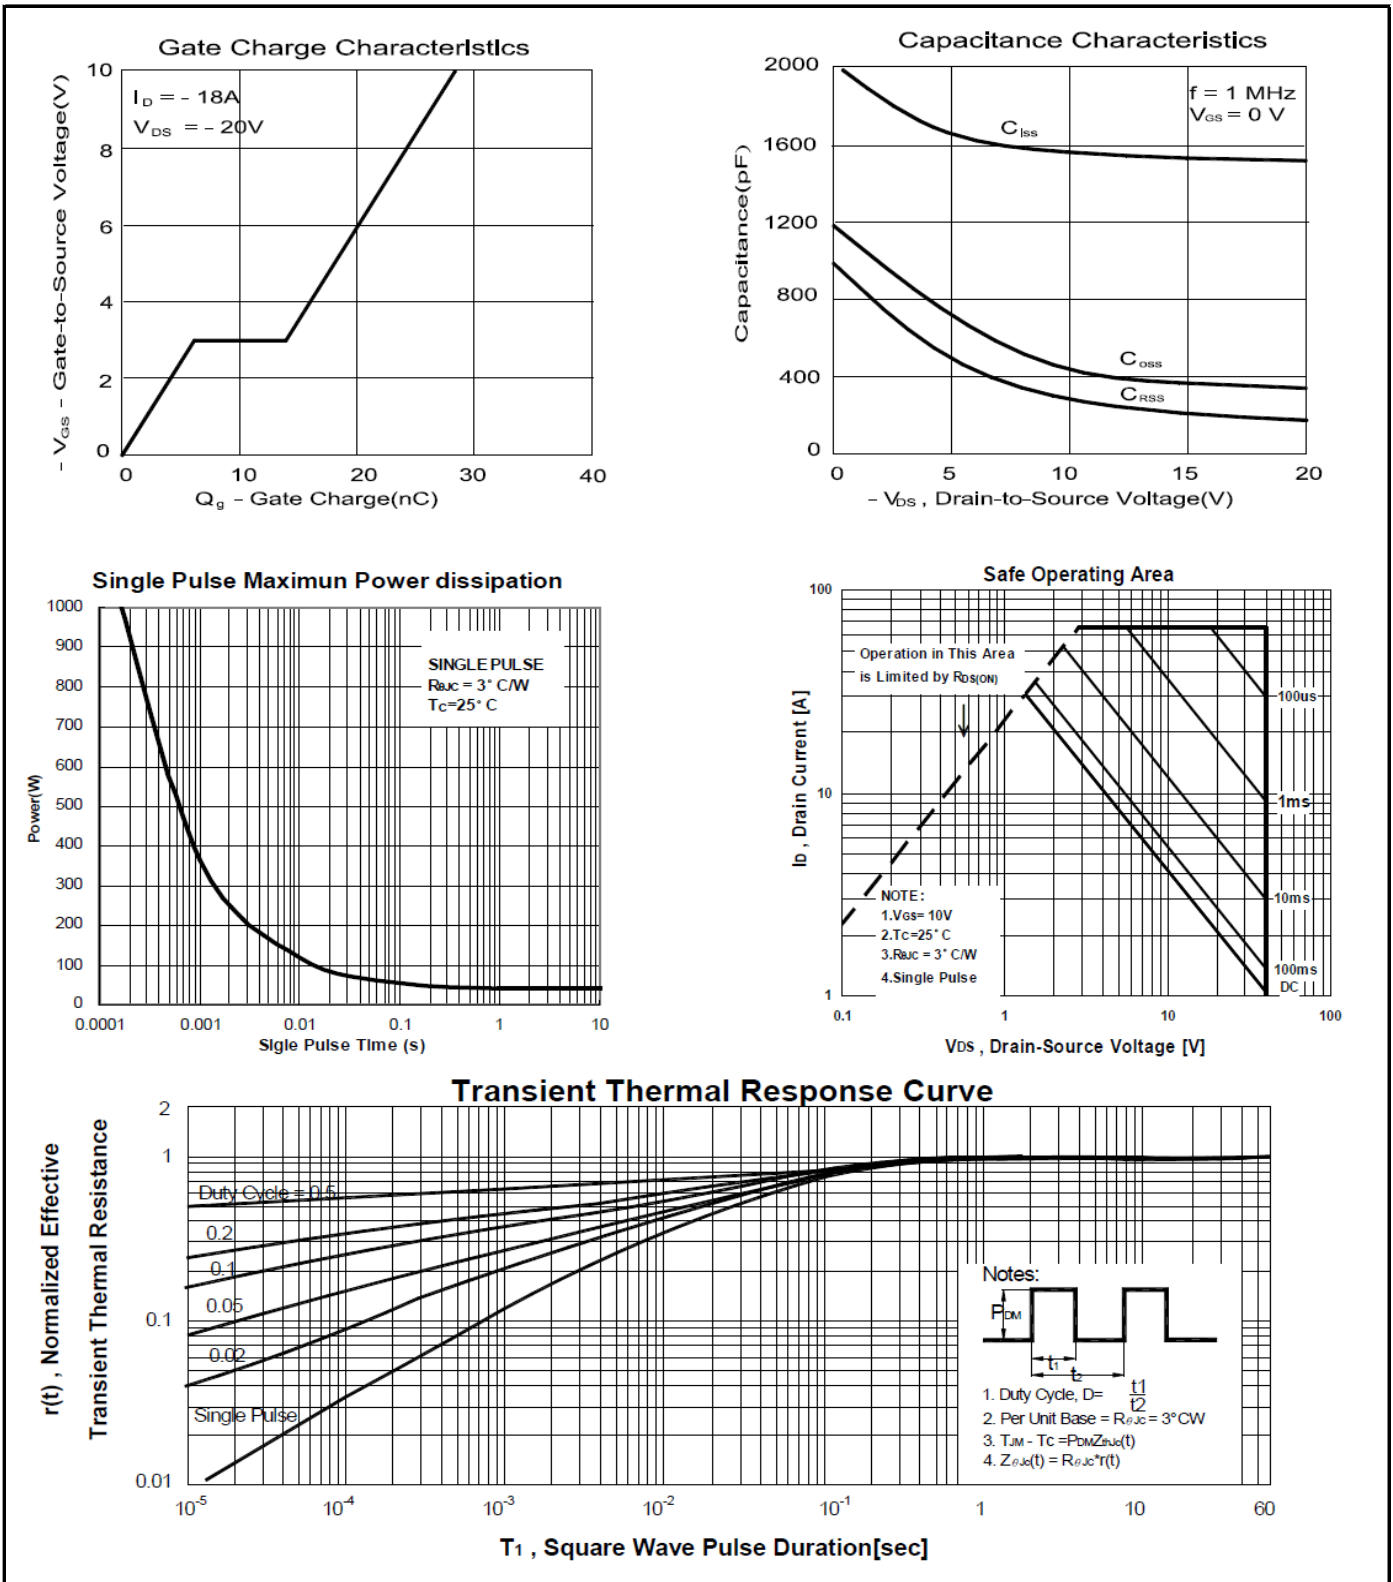 Gate Charge Characteristics
10
8
6
4
2
0
I D = - 18A
V DS = - 20V
- VGS - Gate-to-Source Voltage(V)
0 10 20 30 40
Qg - Gate Charge(nC)
Capacitance Characteristics
2000
1600
1200
800
400
0
f = 1 MHz
VGS = 0 V
Ciss
Coss
CRSS
Capacitance(pF)
0 5 10 15 20
- VDS , Drain-to-Source Voltage(V)
Single Pulse Maximun Power dissipation
1000
900
800
700
600
500
400
300
200
100
0
SINGLE PULSE
RθJC = 3° C/W
TC=25° C
Power(W)
0.0001 0.001 0.01 0.1 1 10
Sigle Pulse Time (s)
Safe Operating Area
100
10
1
Operation in This Area
is Limited by RDS(ON)
100us
1ms
10ms
100ms
DC
NOTE :
1.VGS= 10V
2.TC=25° C
3.RθJC = 3° C/W
4.Single Pulse
ID , Drain Current [A]
0.1 1 10 100
VDS , Drain-Source Voltage [V]
Transient Thermal Response Curve
2
1
0.1
0.01
r(t) , Normalized Effective
Transient Thermal Resistance
Duty Cycle = 0.5
0.2
0.1
0.05
0.02
Single Pulse
Notes:
PDM
t1
t2
1. Duty Cycle, D= t1
t2
2. Per Unit Base = RθJC = 3°CW
3. TJM - TC =PDMZthJC(t)
4. ZθJC(t) = RθJC*r(t)
10-5 10-4 10-3 10-2 10-1 1 10 60
T1 , Square Wave Pulse Duration[sec]